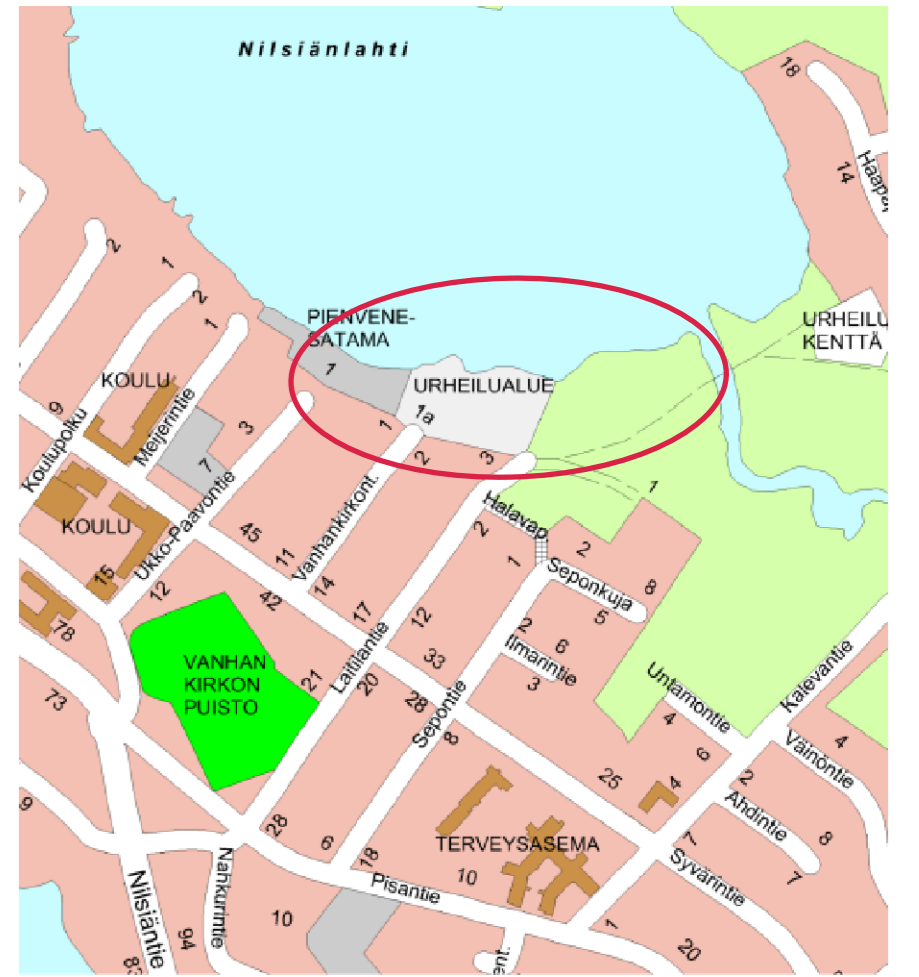 Nilsiänlahti
18
14
Haapa
2
1
2
1
PIENVENE-
SATAMA
1
URHEILU
KENTTÄ
KOULU
URHEILUALUE
9
Koulupolku
Meijerintie
3
7
1
1a
2
3
1
Halavap.
2
KOULU
Ukko-Paavontie
45
11
Vanhankirkont.
14
1
2
Seponkuja
8
5
15
12
42
17
12
2
6
Ilmarintie
3
78
VANHAN
KIRKON
PUISTO
21
Laitilantie
20
33
28
Sepontie
8
Untamontie
4
6
Kalevantie
73
25
4
2
4
Väinöntie
Ahdintie
8
7
9
28
6
18
TERVEYSASEMA
10
Pisantie
7
Syvärintie
Nilsiäntie
Nahkurintie
94
10
1
20
ent.